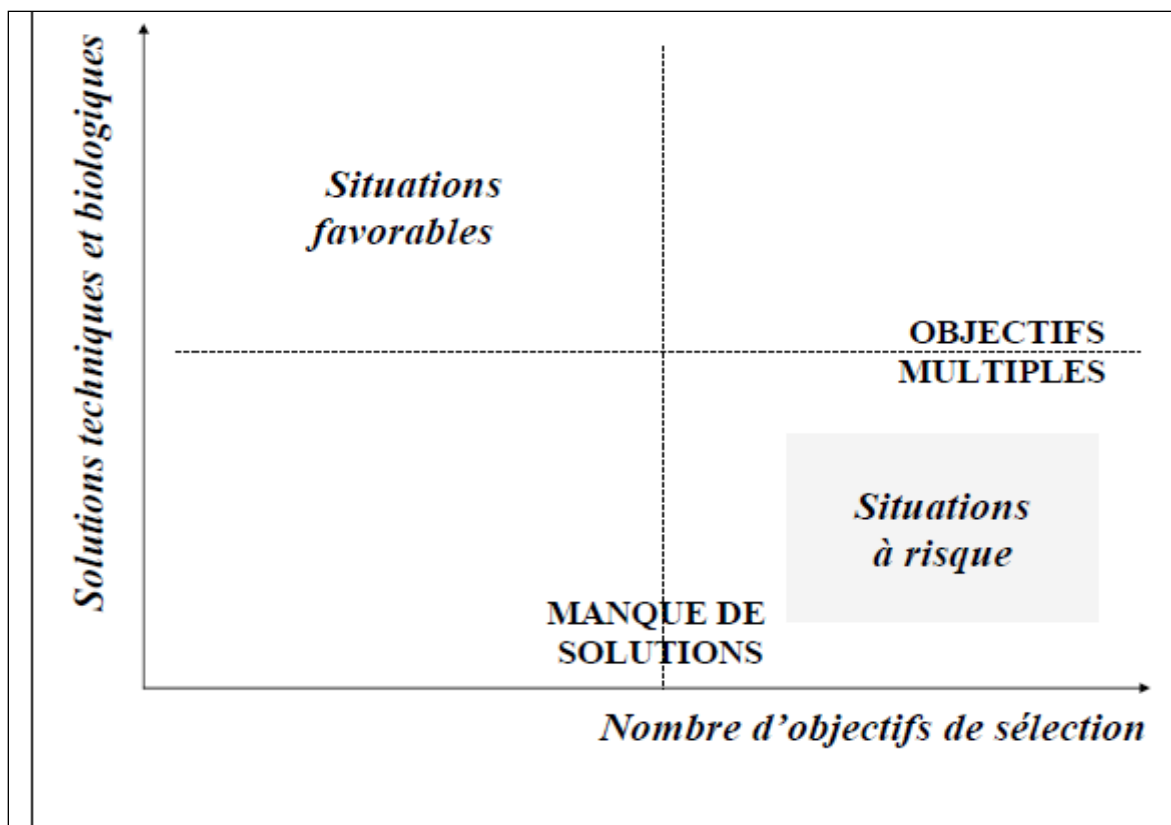 Solutions techniques et biologiques
Situations
favorables
OBJECTIFS
MULTIPLES
Situations
à risque
MANQUE DE
SOLUTIONS
Nombre d’objectifs de sélection